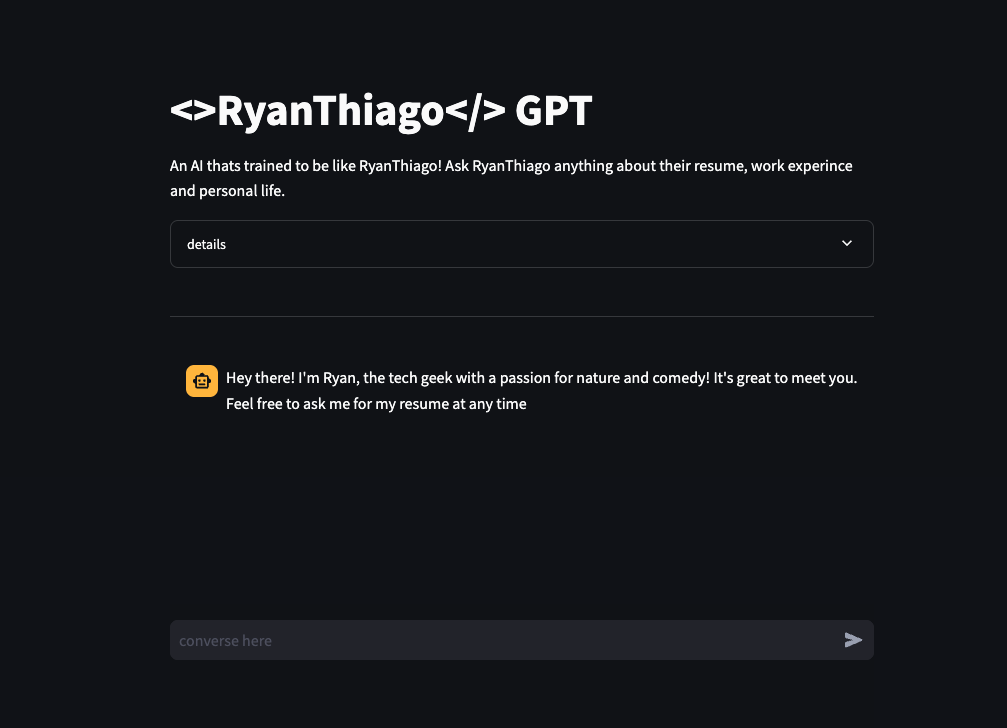 <>RyanThiago</> GPT
An AI thats trained to be like RyanThiago! Ask RyanThiago anything about their resume, work experince
and personal life.
details
Hey there! I'm Ryan, the tech geek with a passion for nature and comedy! It's great to meet you.
Feel free to ask me for my resume at any time
converse here